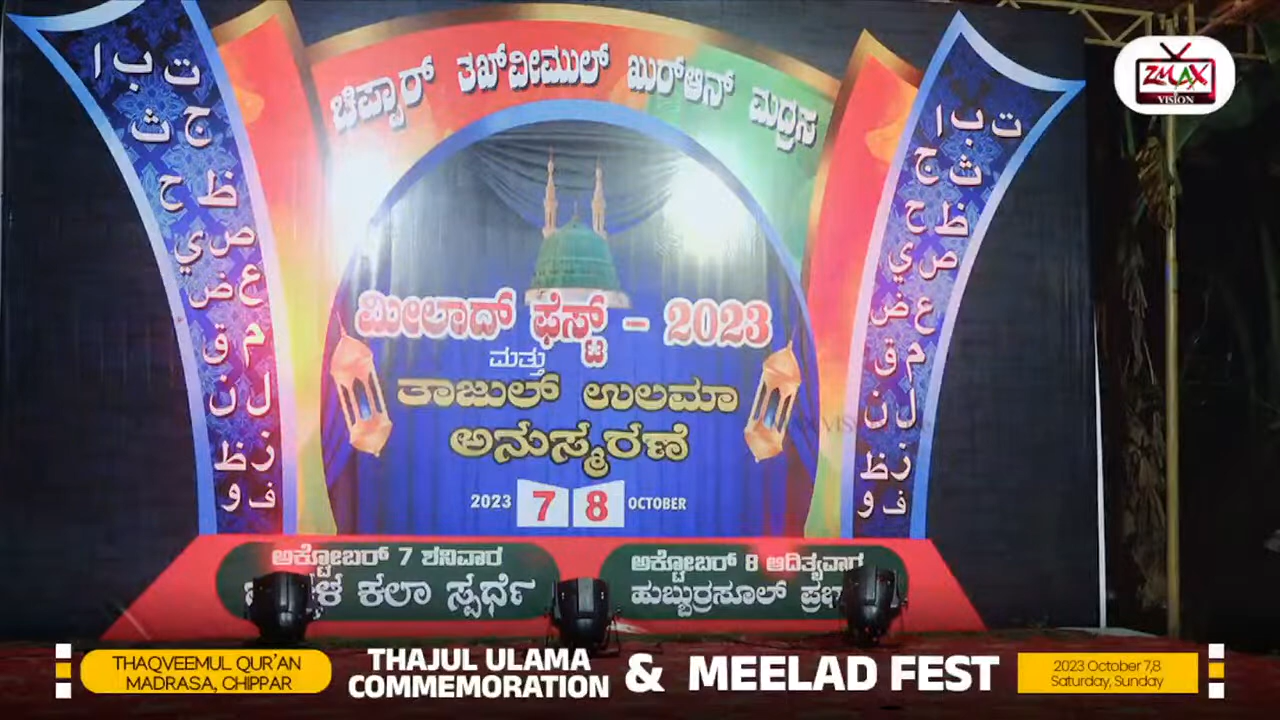 ZMAX
VISION
ಚಿಪ್ಪಾರ್ ತಖ್‌ವೀಮುಲ್ ಖುರ್‌ಆನ್ ಮದ್ರಸ
ا ب ت
ث ج
ح ظ
ي ص
ض ع
ق م
ن ل
ظ ز
و ف
ا ب ت
ج ث
ح ظ
ي ص
ض ع
ق م
ن ل
ظ ز
و ف
ಮೀಲಾದ್ ಫೆಸ್ಟ್ - 2023
ಮತ್ತು
ತಾಜುಲ್ ಉಲಮಾ
ಅನುಸ್ಮರಣೆ
2023 7 8 OCTOBER
ಅಕ್ಟೋಬರ್ 7 ಶನಿವಾರ
ಕಲಾ ಸ್ಪರ್ಧೆ
ಅಕ್ಟೋಬರ್ 8 ಆದಿತ್ಯವಾರ
ಹುಬ್ಬುರ್ರಸೂಲ್
THAQVEEMUL QUR'AN
MADRASA, CHIPPAR
THAJUL ULAMA
COMMEMORATION
& MEELAD FEST
2023 October 7,8
Saturday, Sunday